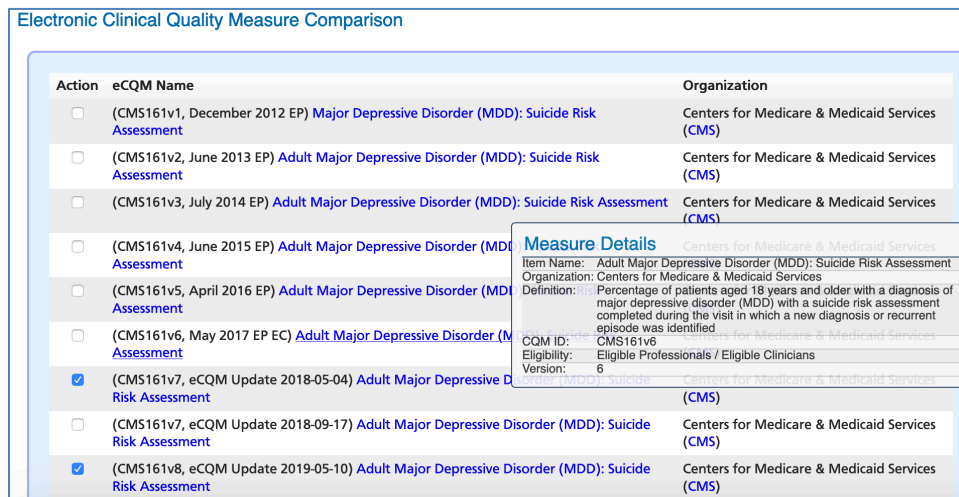 Electronic Clinical Quality Measure Comparison
Action eCQM Name Organization
(CMS161v1, December 2012 EP) Major Depressive Disorder (MDD): Suicide Risk
Assessment
Centers for Medicare & Medicaid Services
(CMS)
(CMS161v2, June 2013 EP) Adult Major Depressive Disorder (MDD): Suicide Risk
Assessment
Centers for Medicare & Medicaid Services
(CMS)
(CMS161v3, July 2014 EP) Adult Major Depressive Disorder (MDD): Suicide Risk Assessment
Centers for Medicare & Medicaid Services
(CMS)
(CMS161v4, June 2015 EP) Adult Major Depressive Disorder (MDD)
Assessment
(CMS161v5, April 2016 EP) Adult Major Depressive Disorder (MDD
Assessment
(CMS161v6, May 2017 EP EC) Adult Major Depressive Disorder (M
Assessment
Measure Details
Item Name: Adult Major Depressive Disorder (MDD): Suicide Risk Assessment
Organization: Centers for Medicare & Medicaid Services
Definition: Percentage of patients aged 18 years and older with a diagnosis of
major depressive disorder (MDD) with a suicide risk assessment
completed during the visit in which a new diagnosis or recurrent
episode was identified
CQM ID: CMS161v6
Eligibility: Eligible Professionals / Eligible Clinicians
Version: 6
(CMS161v7, eCQM Update 2018-05-04) Adult Major Depressive Disorder (MDD): Suicide
Risk Assessment
Centers for Medicare & Medicaid Services
(CMS)
(CMS161v7, eCQM Update 2018-09-17) Adult Major Depressive Disorder (MDD): Suicide
Risk Assessment
Centers for Medicare & Medicaid Services
(CMS)
(CMS161v8, eCQM Update 2019-05-10) Adult Major Depressive Disorder (MDD): Suicide
Risk Assessment
Centers for Medicare & Medicaid Services
(CMS)